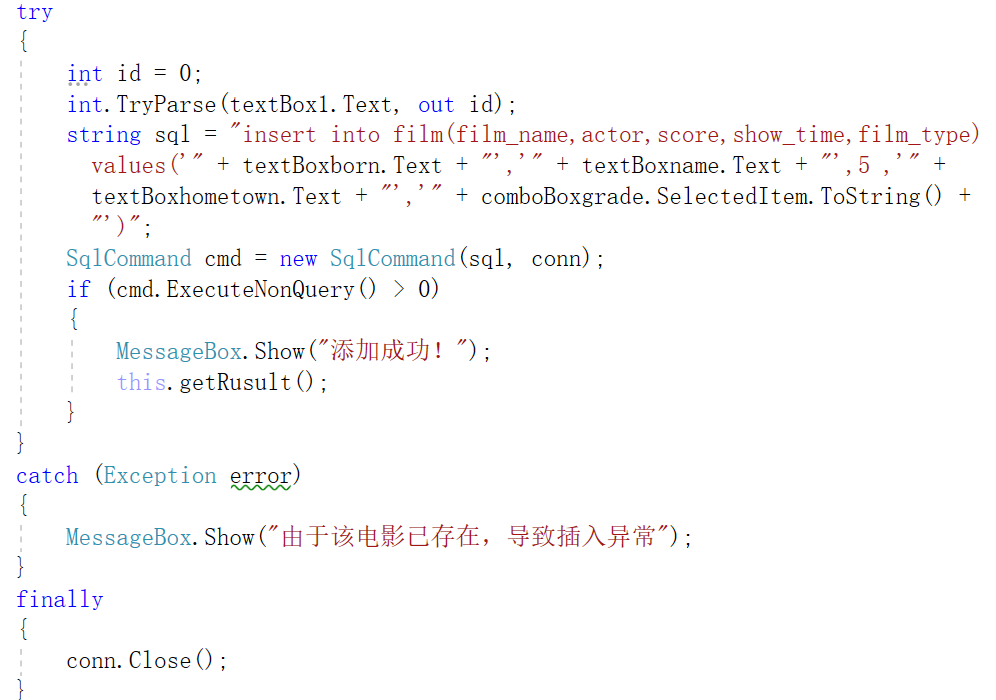 try
{
int id = 0;
int.TryParse(textBox1.Text, out id);
string sql = "insert into film(film_name,actor,score,show_time,film_type)
values('" + textBoxborn.Text + "','" + textBoxname.Text + "',5 ,'" +
textBoxhometown.Text + "','" + comboBoxgrade.SelectedItem.ToString() +
"')";
SqlCommand cmd = new SqlCommand(sql, conn);
if (cmd.ExecuteNonQuery() > 0)
{
MessageBox.Show("添加成功！");
this.getRusult();
}
}
catch (Exception error)
{
MessageBox.Show("由于该电影已存在，导致插入异常");
}
finally
{
conn.Close();
}